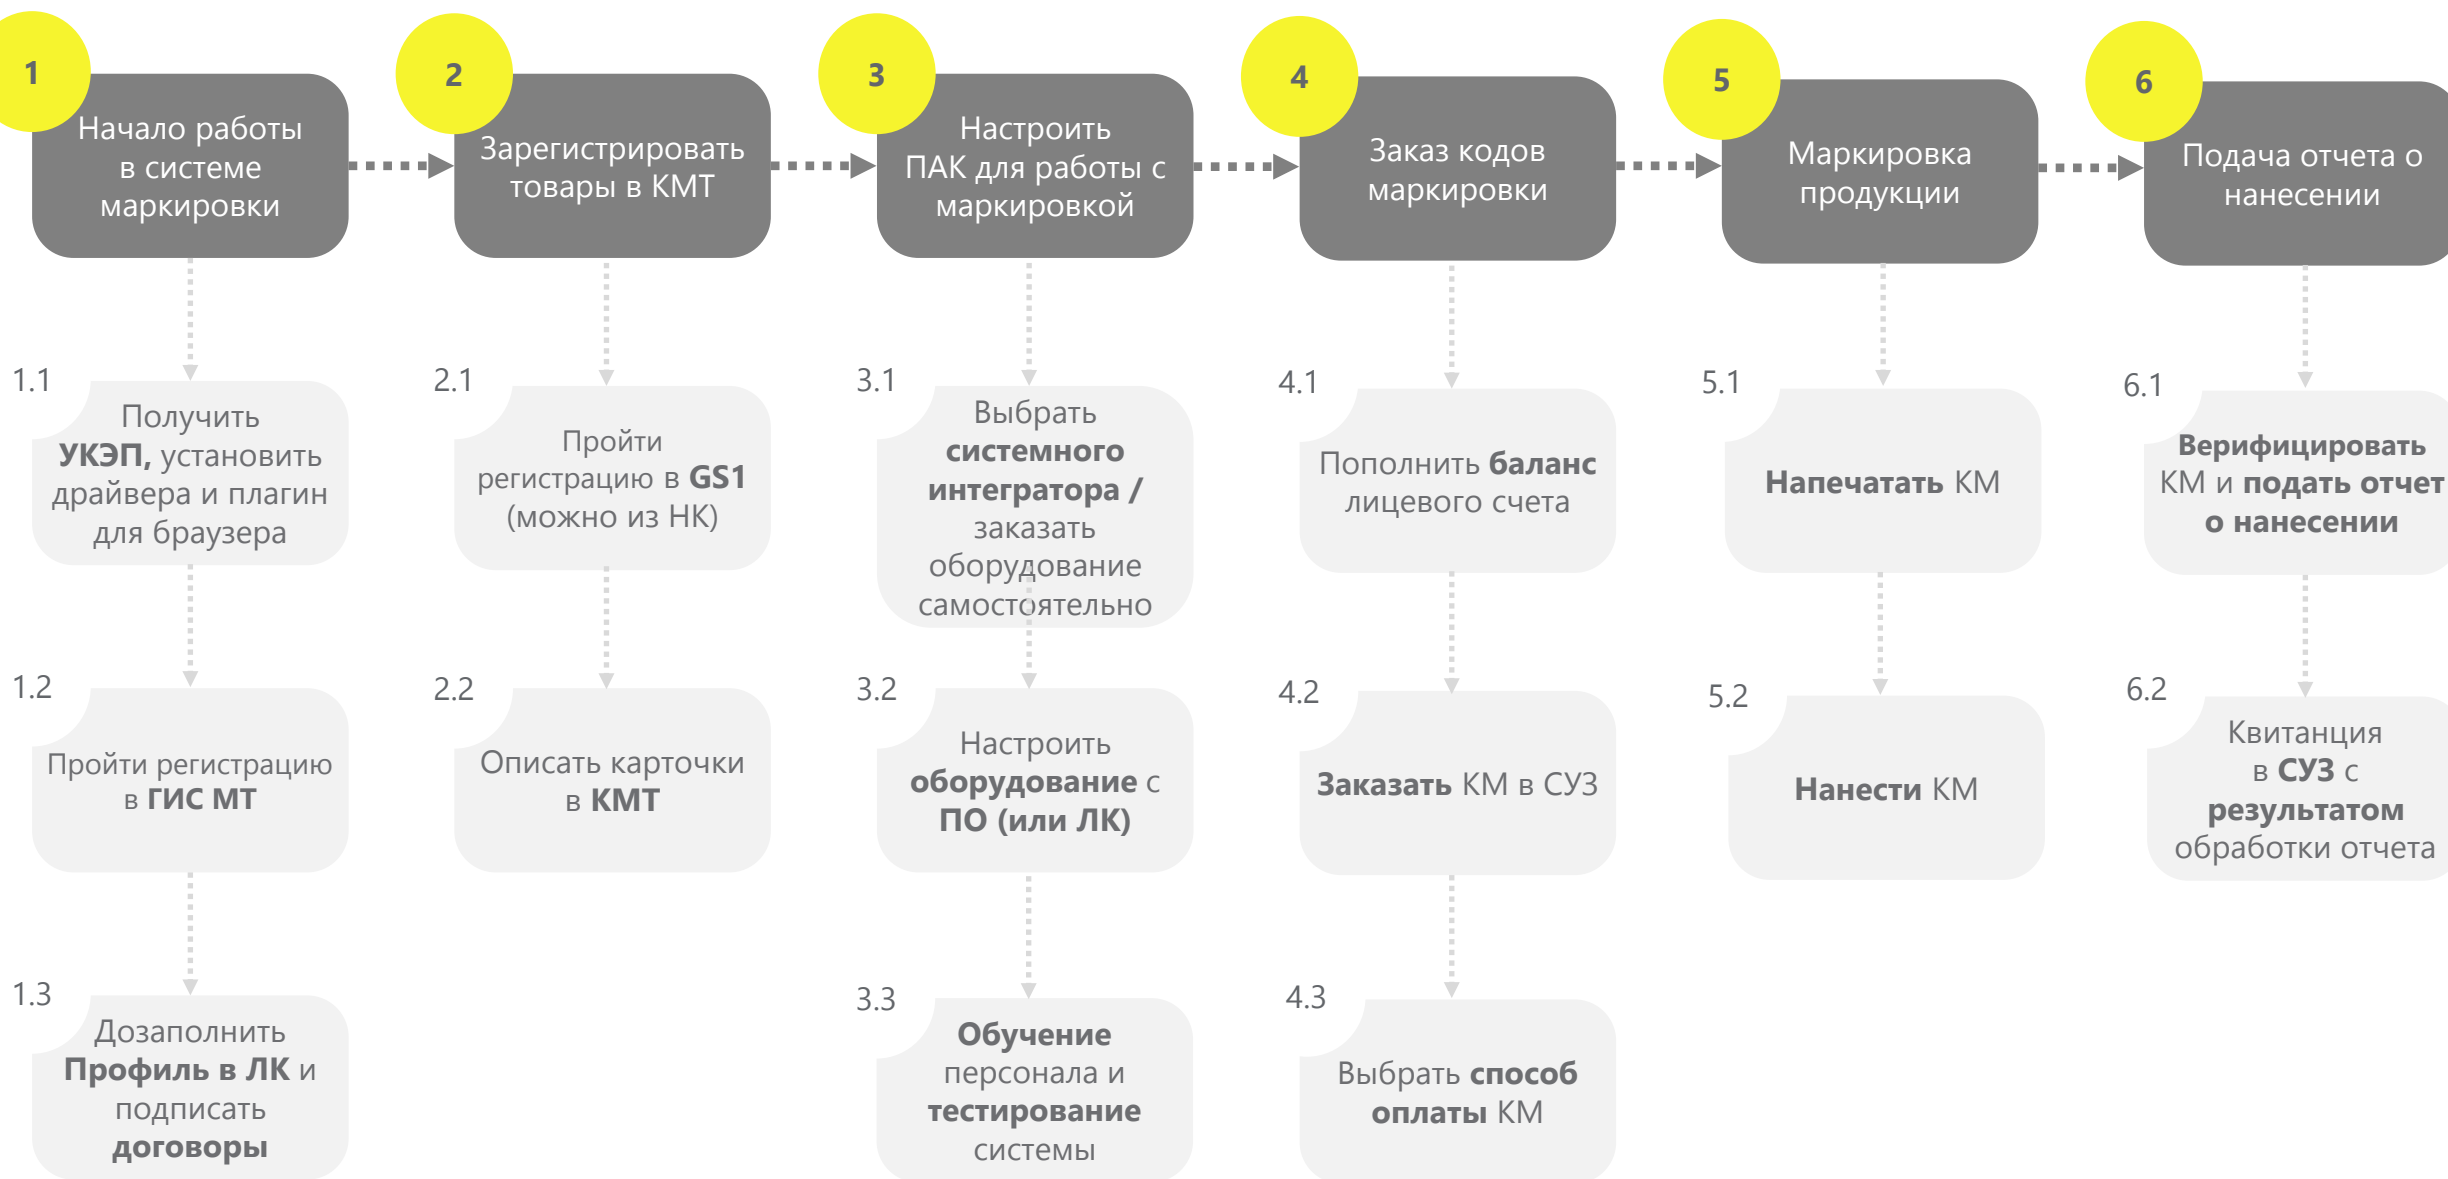 1
Начало работы
в системе
маркировки
2
Зарегистрировать
товары в КМТ
3
Настроить
ПАК для работы с
маркировкой
4
Заказ кодов
маркировки
5
Маркировка
продукции
6
Подача отчета о
нанесении
1.1
Получить
УКЭП, установить
драйвера и плагин
для браузера
2.1
Пройти
регистрацию в GS1
(можно из НК)
3.1
Выбрать
системного
интегратора /
заказать
оборудование
самостоятельно
4.1
Пополнить баланс
лицевого счета
5.1
Напечатать КМ
6.1
Верифицировать
КМ и подать отчет
о нанесении
1.2
Пройти регистрацию
в ГИС МТ
2.2
Описать карточки
в КМТ
3.2
Настроить
оборудование с
ПО (или ЛК)
4.2
Заказать КМ в СУЗ
5.2
Нанести КМ
6.2
Квитанция
в СУЗ с
результатом
обработки отчета
1.3
Дозаполнить
Профиль в ЛК и
подписать
договоры
3.3
Обучение
персонала и
тестирование
системы
4.3
Выбрать способ
оплаты КМ